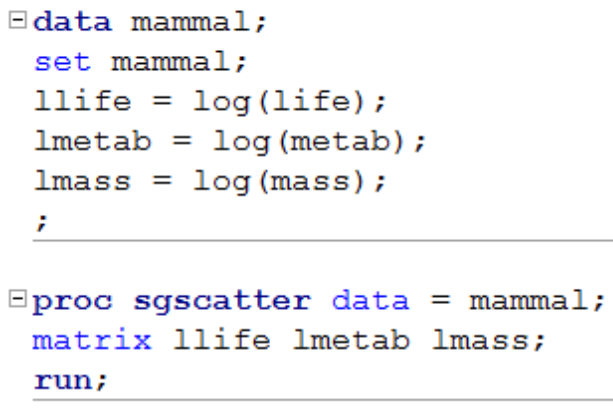 data mammal;
set mammal;
llife = log(life);
lmetab = log(metab);
lmass = log(mass);
;
proc sgscatter data = mammal;
matrix llife lmetab lmass;
run;